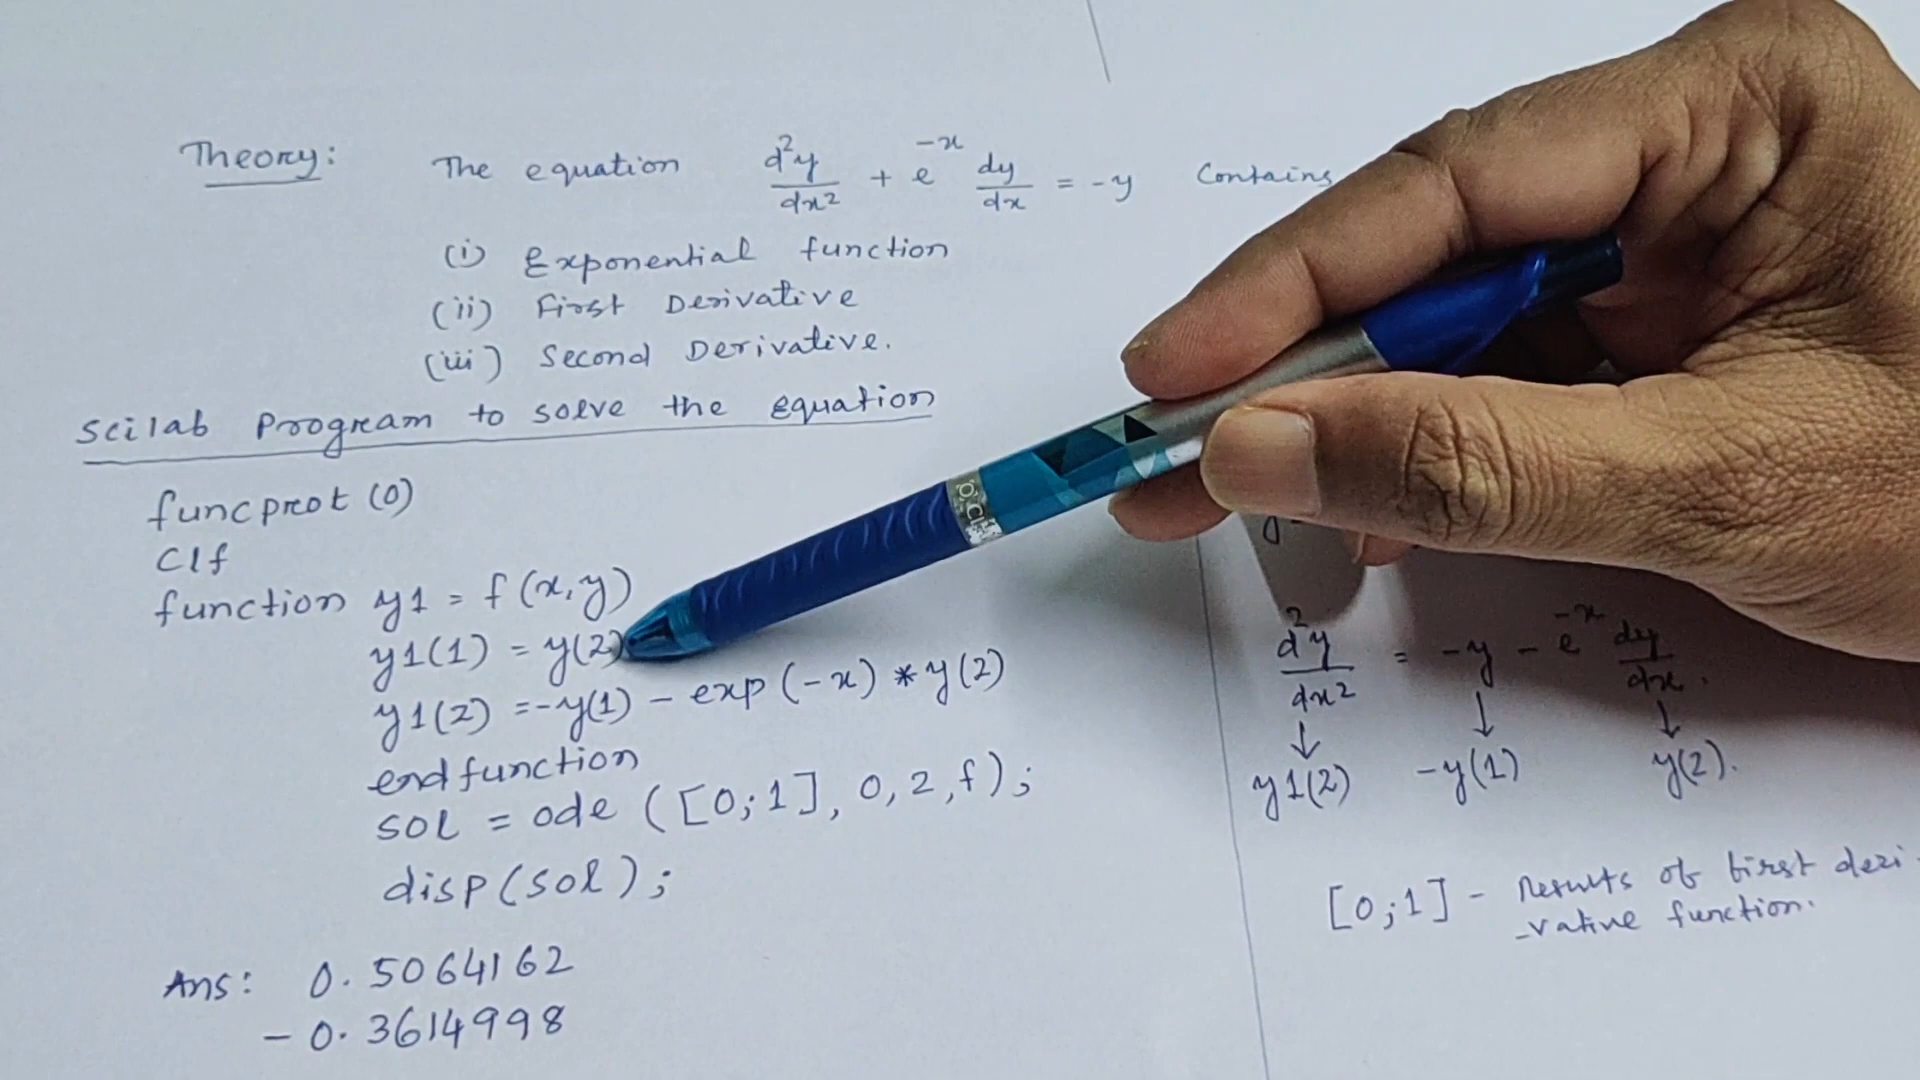 Theory: The equation d²y/dx² + e^-x dy/dx = -y Contains
(i) Exponential function
(ii) First Derivative
(iii) Second Derivative.
Scilab Program to solve the equation
funcprot (0)
Clf
function y1 = f(x,y)
y1(1) = y(2)
y1(2) = -y(1) - exp(-x) * y(2)
endfunction
sol = ode ([0;1], 0, 2, f);
disp(sol);
Ans: 0.5064162
- 0.3614998
d²y/dx² = -y - e^-x dy/dx.
↓ ↓ ↓
y1(2) -y(1) y(2).
[0;1] - Results of first deri-
-vative function.